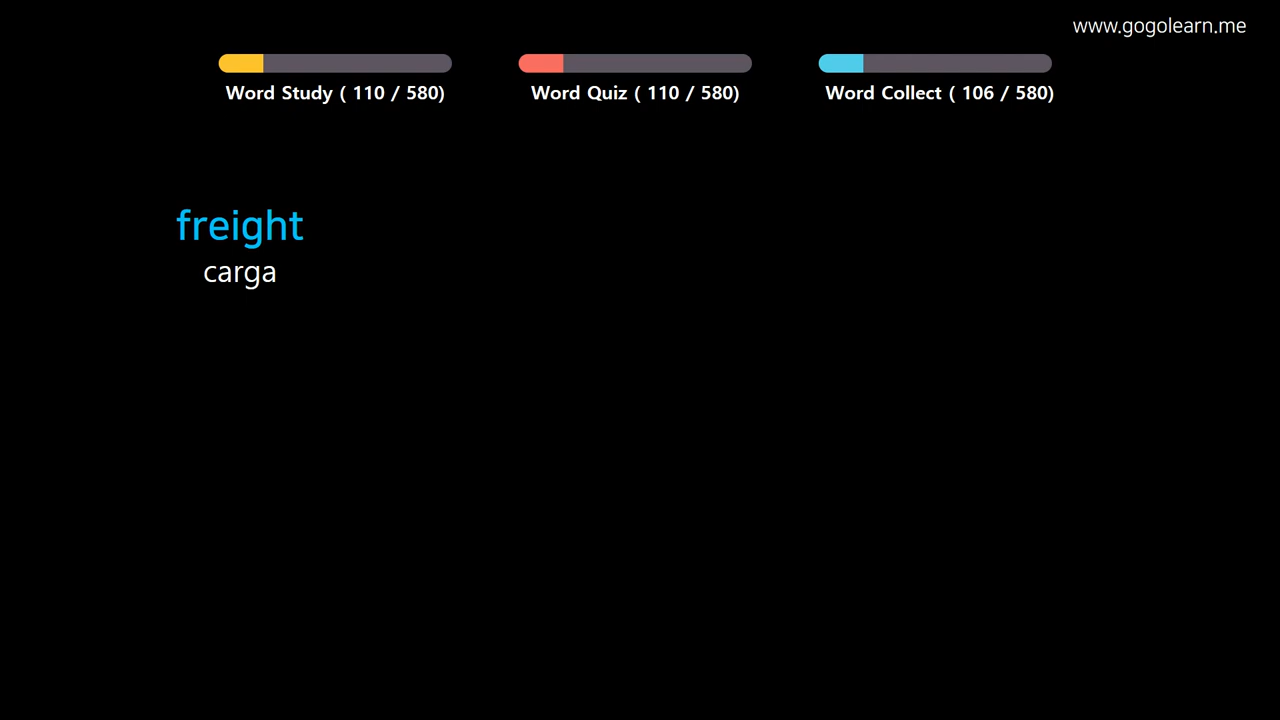 www.gogolearn.me
Word Study ( 110 / 580)
Word Quiz ( 110 / 580)
Word Collect ( 106 / 580)
freight
carga